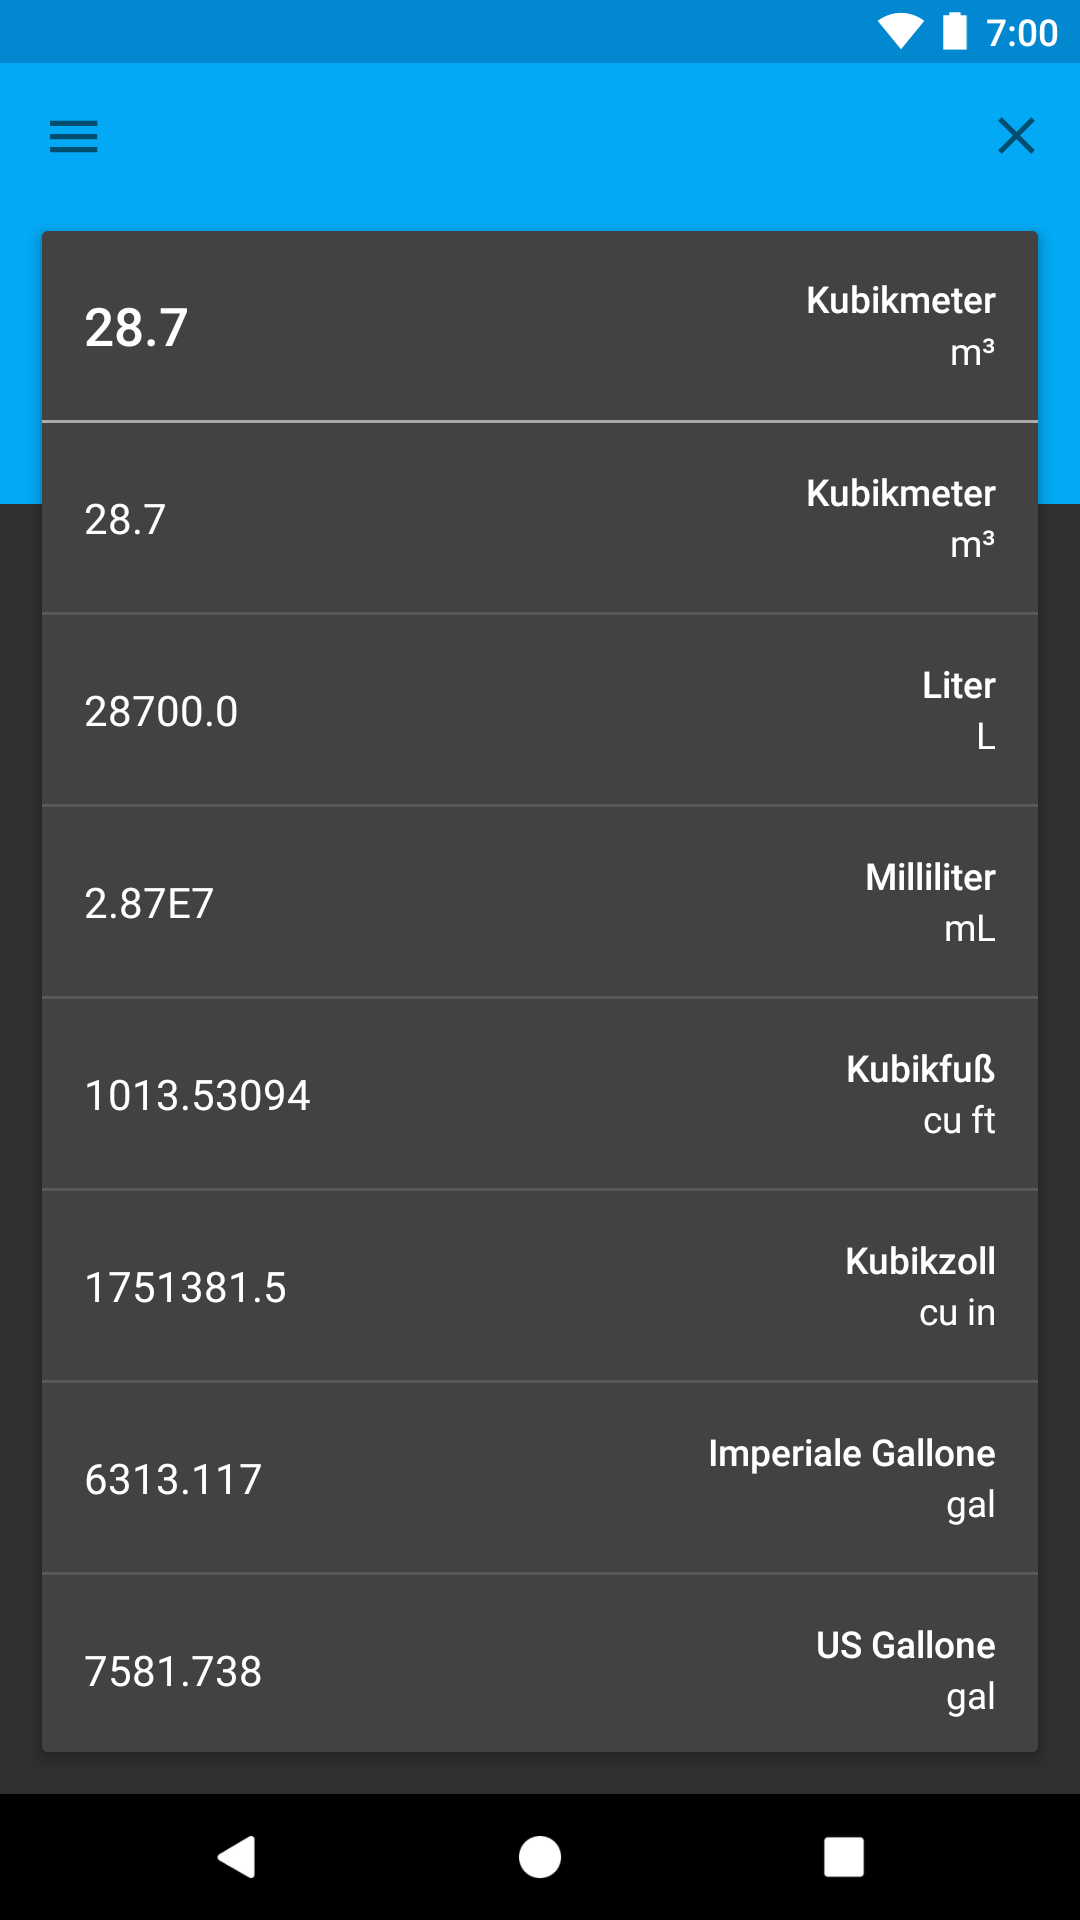 7:00
28.7
Kubikmeter
m³
28.7
Kubikmeter
m³
28700.0
Liter
L
2.87E7
Milliliter
mL
1013.53094
Kubikfuß
cu ft
1751381.5
Kubikzoll
cu in
6313.117
Imperiale Gallone
gal
7581.738
US Gallone
gal